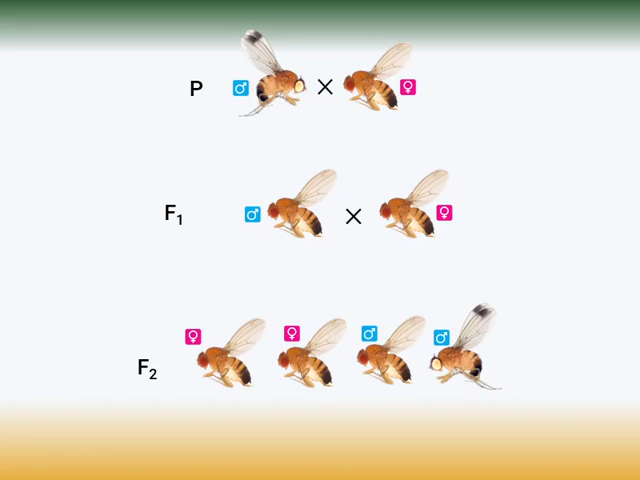 P ♂ × ♀
F₁ ♂ × ♀
♀ ♀ ♂ ♂
F₂